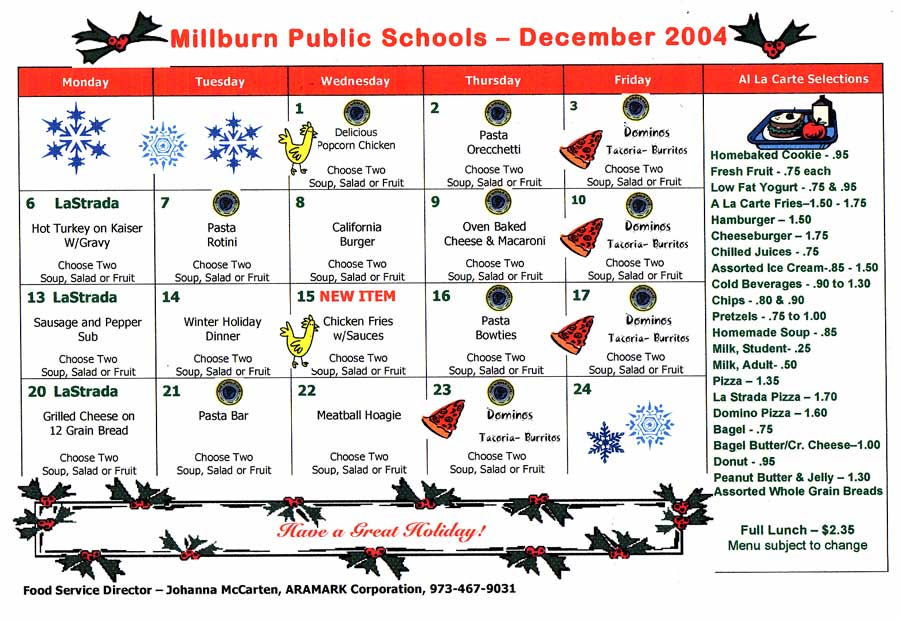 Millburn Public Schools – December 2004
Monday Tuesday Wednesday Thursday Friday
1
Delicious
Popcorn Chicken
Choose Two
Soup, Salad or Fruit
2
Pasta
Orecchetti
Choose Two
Soup, Salad or Fruit
3
Dominos
Tacoria- Burritos
Choose Two
Soup, Salad or Fruit
6 LaStrada
Hot Turkey on Kaiser
W/Gravy
Choose Two
Soup, Salad or Fruit
7
Pasta
Rotini
Choose Two
Soup, Salad or Fruit
8
California
Burger
Choose Two
Soup, Salad or Fruit
9
Oven Baked
Cheese & Macaroni
Choose Two
Soup, Salad or Fruit
10
Dominos
Tacoria- Burritos
Choose Two
Soup, Salad or Fruit
13 LaStrada
Sausage and Pepper
Sub
Choose Two
Soup, Salad or Fruit
14
Winter Holiday
Dinner
Choose Two
Soup, Salad or Fruit
15 NEW ITEM
Chicken Fries
w/Sauces
Choose Two
Soup, Salad or Fruit
16
Pasta
Bowties
Choose Two
Soup, Salad or Fruit
17
Dominos
Tacoria- Burritos
Choose Two
Soup, Salad or Fruit
20 LaStrada
Grilled Cheese on
12 Grain Bread
Choose Two
Soup, Salad or Fruit
21
Pasta Bar
Choose Two
Soup, Salad or Fruit
22
Meatball Hoagie
Choose Two
Soup, Salad or Fruit
23
Dominos
Tacoria- Burritos
Choose Two
Soup, Salad or Fruit
24
Al La Carte Selections
Homebaked Cookie - .95
Fresh Fruit - .75 each
Low Fat Yogurt - .75 & .95
A La Carte Fries–1.50 - 1.75
Hamburger – 1.50
Cheeseburger – 1.75
Chilled Juices - .75
Assorted Ice Cream-.85 - 1.50
Cold Beverages - .90 to 1.30
Chips - .80 & .90
Pretzels - .75 to 1.00
Homemade Soup - .85
Milk, Student- .25
Milk, Adult- .50
Pizza – 1.35
La Strada Pizza – 1.70
Domino Pizza – 1.60
Bagel - .75
Bagel Butter/Cr. Cheese–1.00
Donut - .95
Peanut Butter & Jelly – 1.30
Assorted Whole Grain Breads
Full Lunch – $2.35
Menu subject to change
Have a Great Holiday!
Food Service Director – Johanna McCarten, ARAMARK Corporation, 973-467-9031